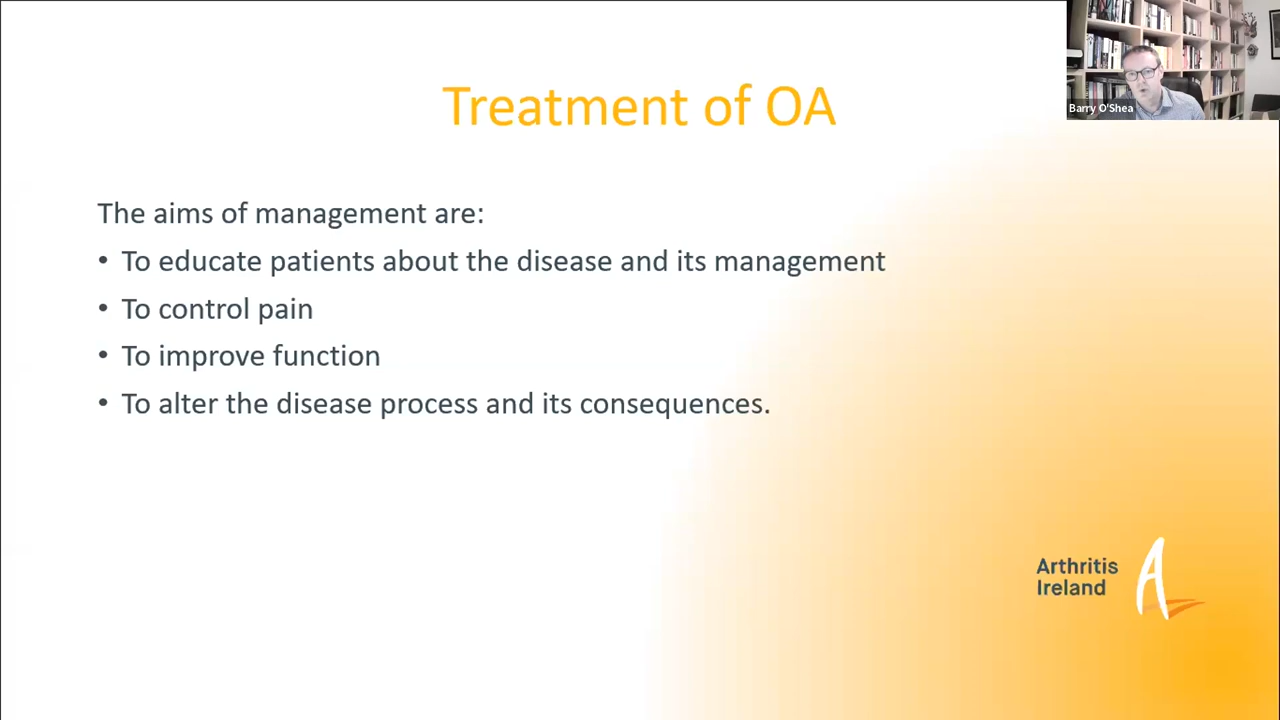 Treatment of OA
Barry O'Shea
The aims of management are:
• To educate patients about the disease and its management
• To control pain
• To improve function
• To alter the disease process and its consequences.
Arthritis
Ireland